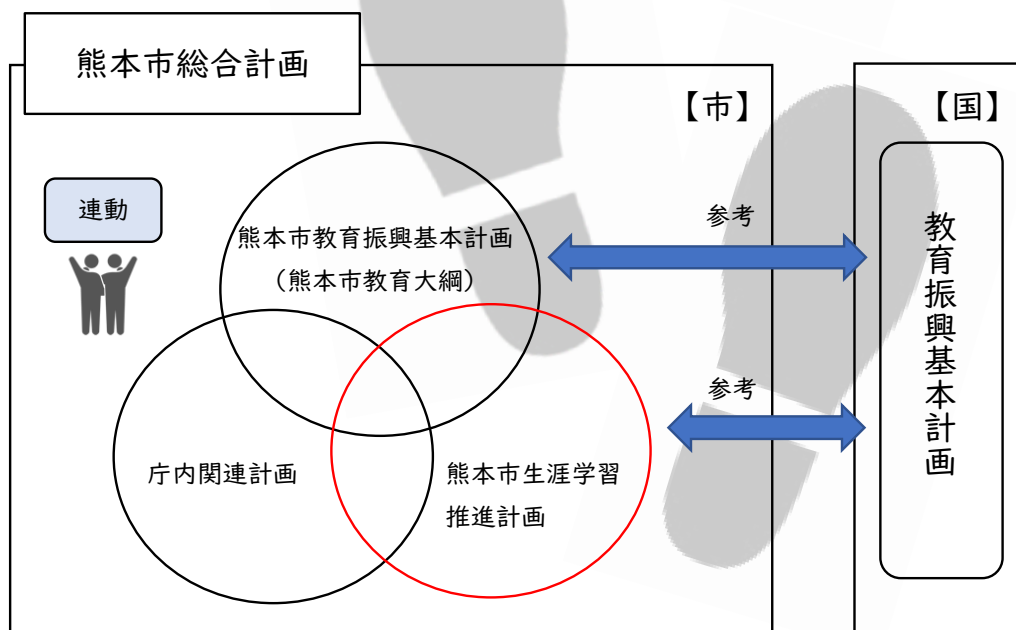 熊本市総合計画
【市】
【国】
連動
熊本市教育振興基本計画
（熊本市教育大綱）
参考
教育振興基本計画
参考
庁内関連計画
熊本市生涯学習
推進計画